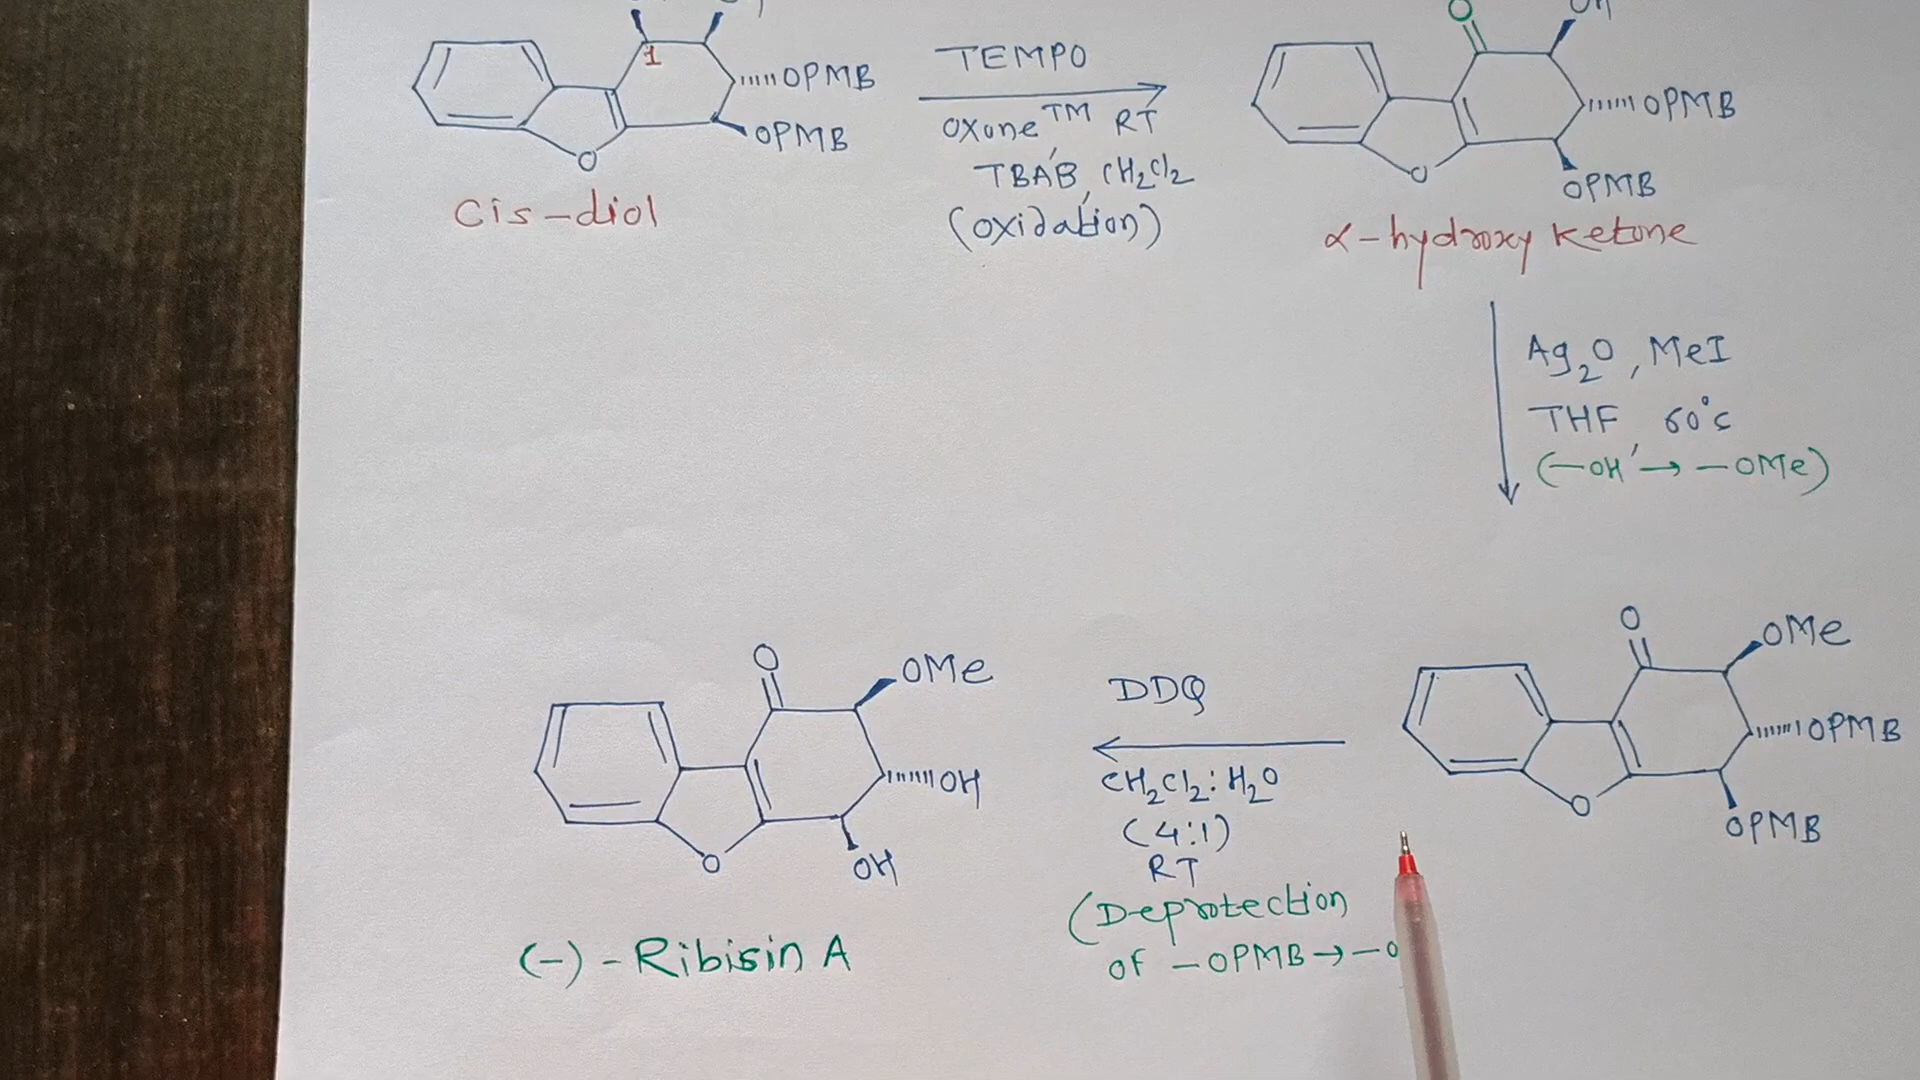 1
OPMB
OPMB
O
Cis-diol
TEMPO
Oxone™, RT
TBAB, CH₂Cl₂
(oxidation)
O
OPMB
OPMB
O
α-hydroxy ketone
Ag₂O, MeI
THF, 60°c
(-OH → -OMe)
O
OMe
OPMB
OPMB
O
DDQ
CH₂Cl₂:H₂O
(4:1)
RT
(Deprotection
of -OPMB → -O
O
OMe
OH
OH
O
(-)-Ribisin A